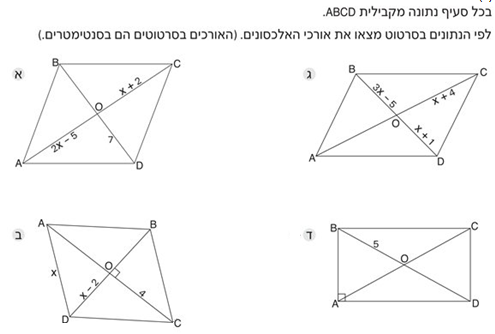 בכל סעיף נתונה מקבילית ABCD.
לפי הנתונים בסרטוט מצאו את אורכי האלכסונים. (האורכים בסרטוטים הם בסנטימטרים.)
א
B
C
O
x + 2
2x − 5
7
A
D
ג
B
C
3x − 5
x + 4
O
x + 1
A
D
ב
A
B
O
x
x − 2
4
D
C
ד
B
C
5
O
A
D